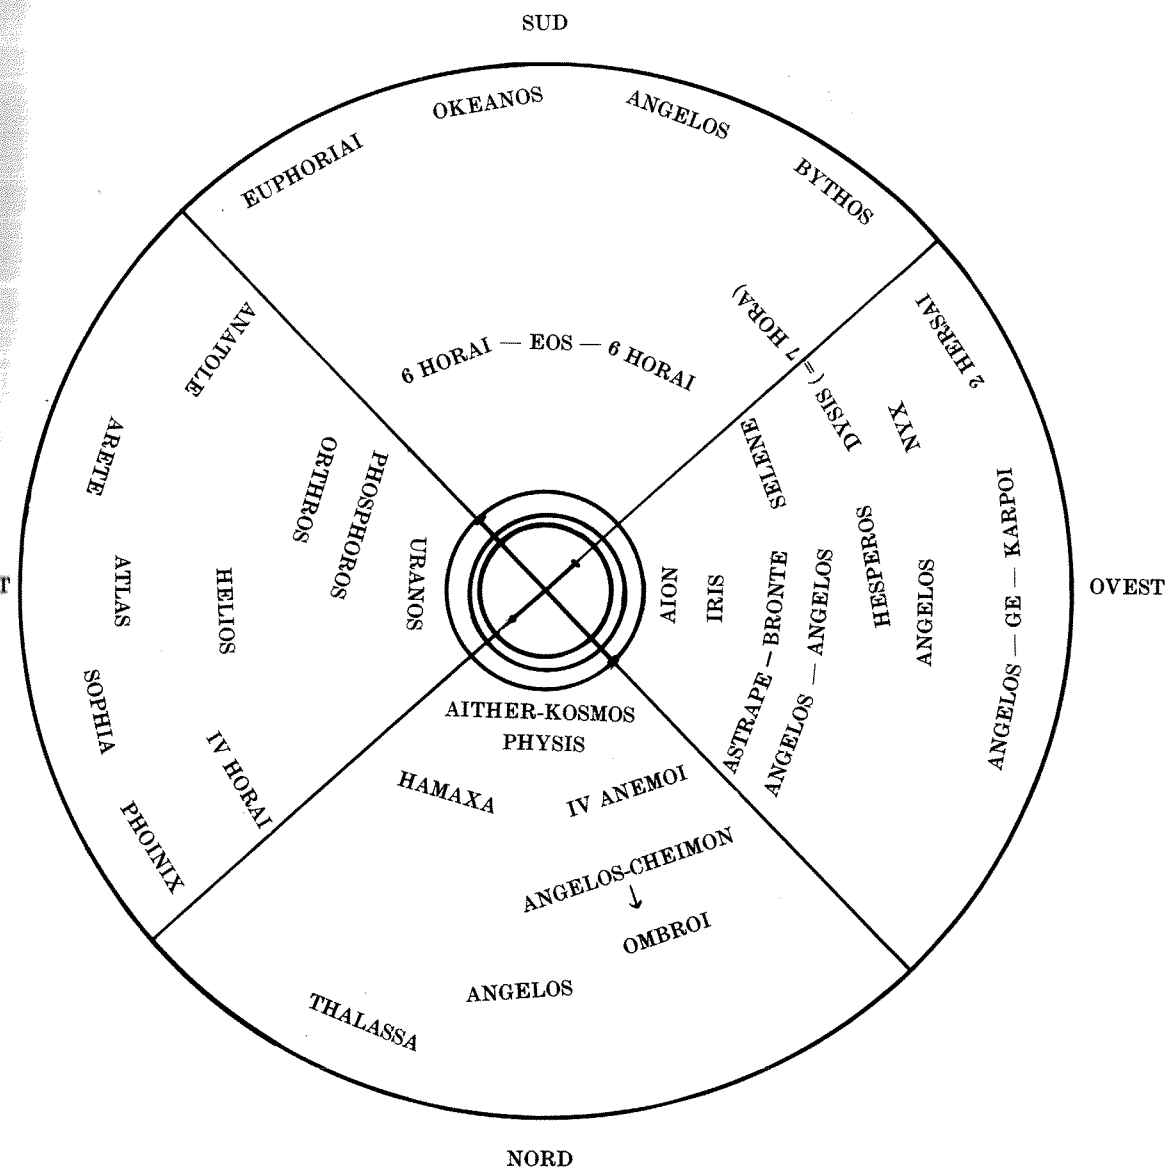 SUD
OKEANOS
ANGELOS
EUPHORIAI
BYTHOS
6 HORAI — EOS — 6 HORAI
ANATOLE
ARETE
ORTHROS
PHOSPHOROS
URANOS
ATLAS
HELIOS
SOPHIA
IV HORAI
PHOINIX
T
2 HERSAI
DYSIS (= 7 HORA)
NYX
SELENE
HESPEROS
ANGELOS
ANGELOS — GE — KARPOI
AION
IRIS
ASTRAPE — BRONTE
ANGELOS — ANGELOS
OVEST
AITHER-KOSMOS
PHYSIS
HAMAXA
IV ANEMOI
ANGELOS-CHEIMON
↓
OMBROI
ANGELOS
THALASSA
NORD